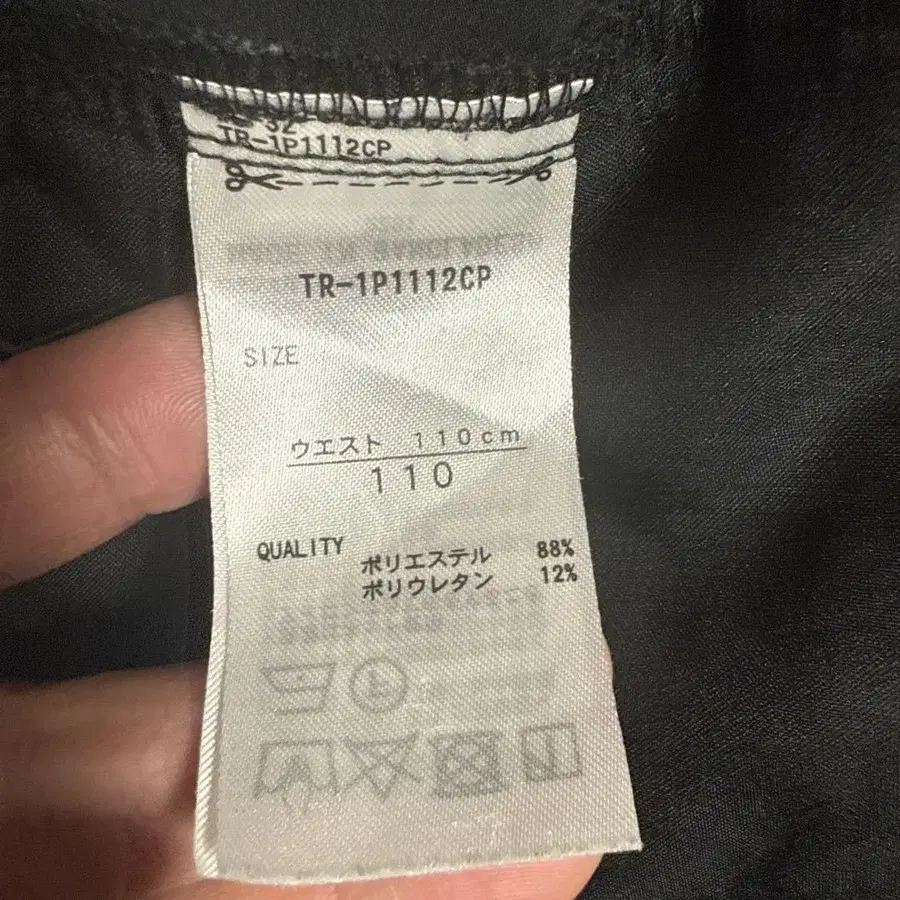 32
TR-1P1112CP
TR-1P1112CP
SIZE
ウエスト 110cm
110
QUALITY
ポリエステル 88%
ポリウレタン 12%